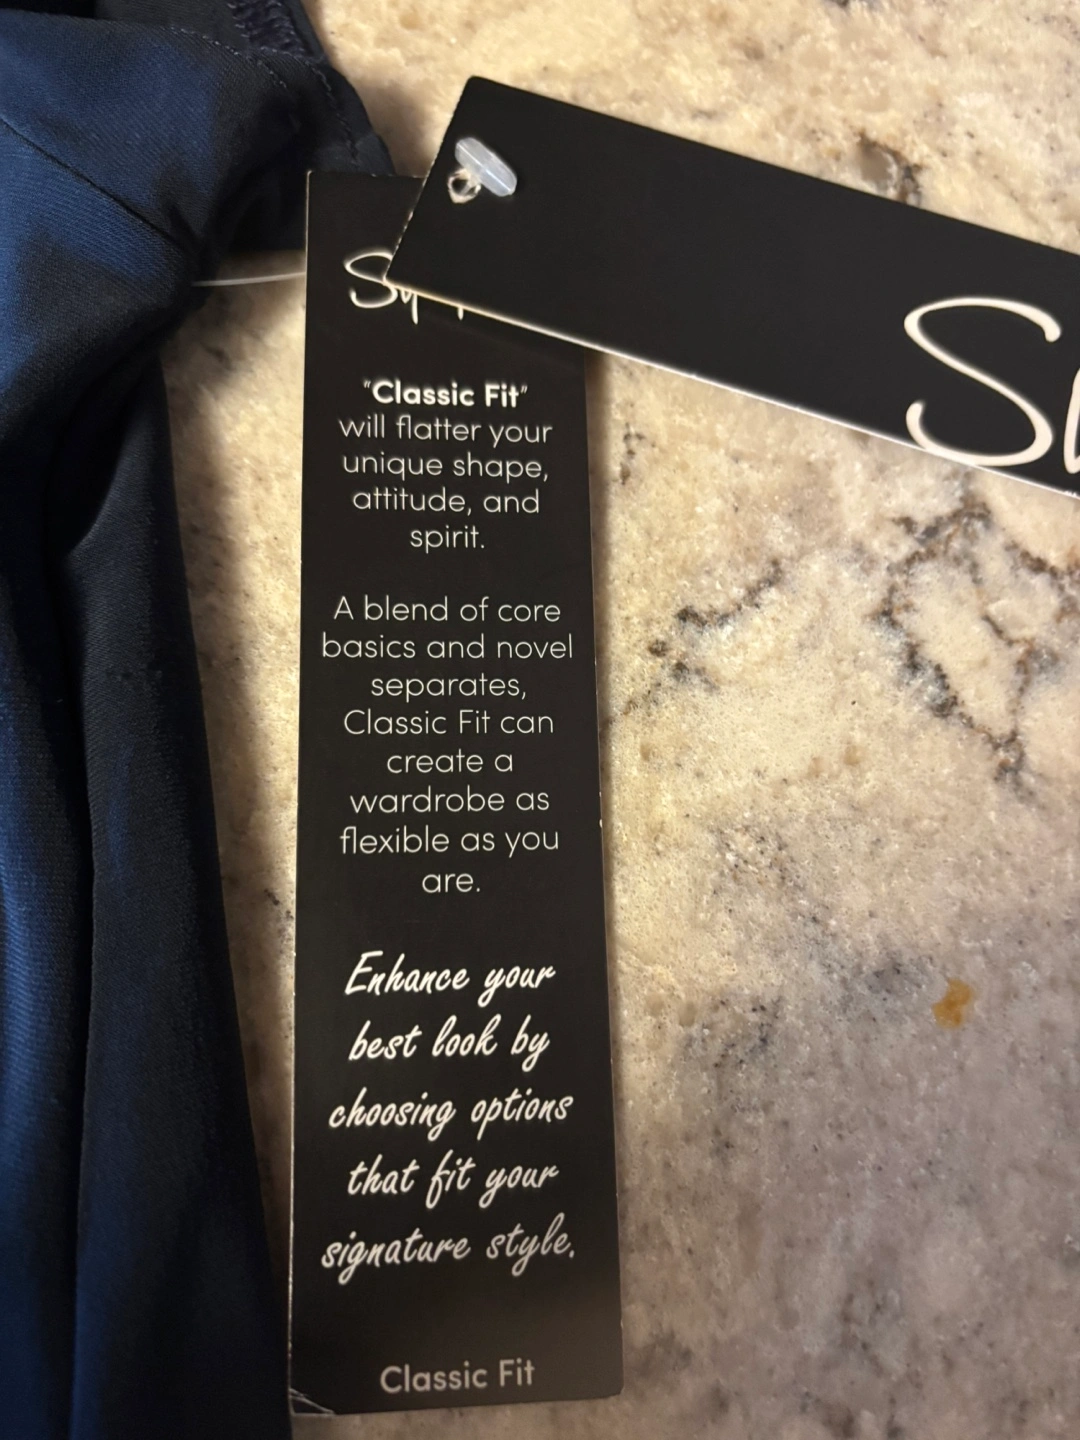 "Classic Fit"
will flatter your
unique shape,
attitude, and
spirit.
A blend of core
basics and novel
separates,
Classic Fit can
create a
wardrobe as
flexible as you
are.
Enhance your
best look by
choosing options
that fit your
signature style.
Classic Fit